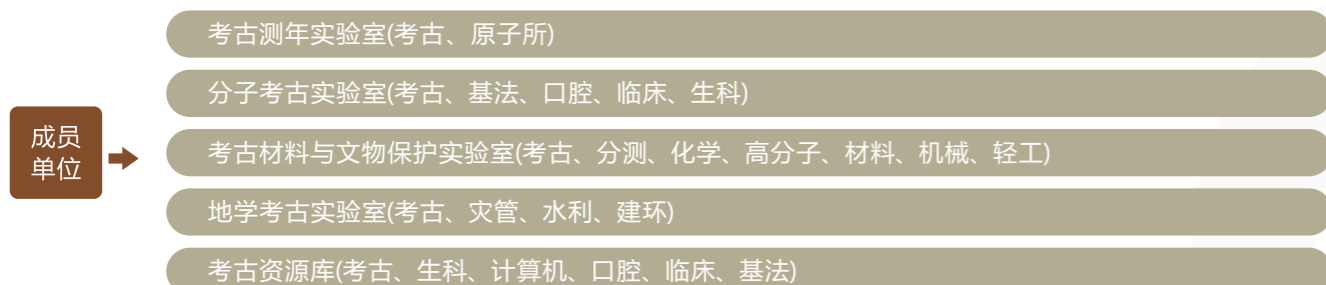 考古测年实验室(考古、原子所)
分子考古实验室(考古、基法、口腔、临床、生科)
成员
单位
考古材料与文物保护实验室(考古、分测、化学、高分子、材料、机械、轻工)
地学考古实验室(考古、灾管、水利、建环)
考古资源库(考古、生科、计算机、口腔、临床、基法)